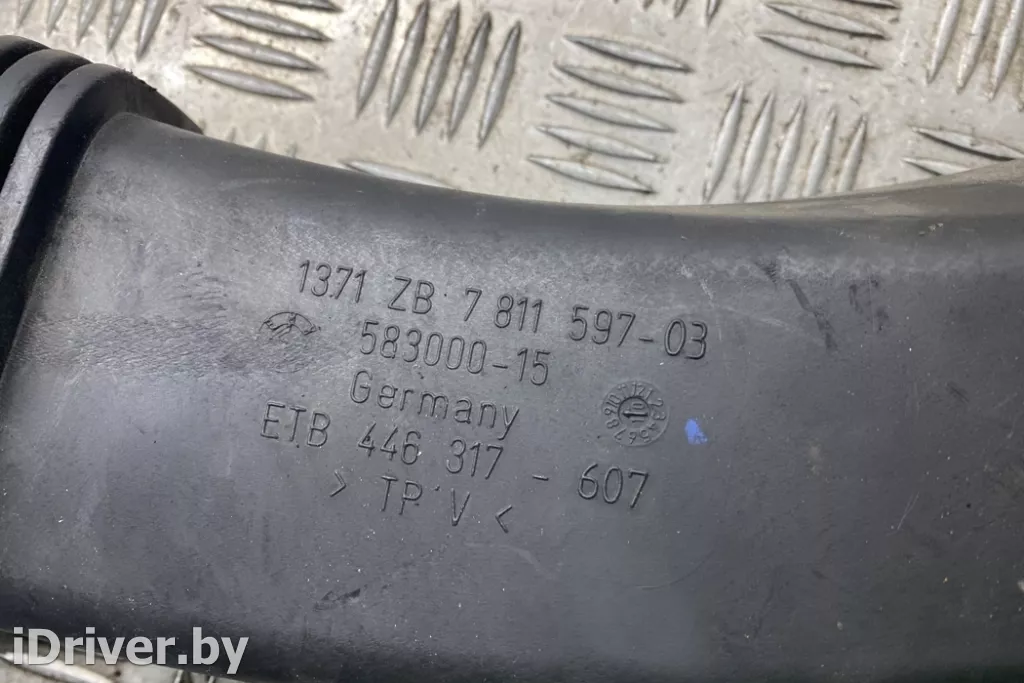 1371 ZB 7 811 597-03
583000-15
Germany
ETB 446 317 - 607
> TP V <
iDriver.by